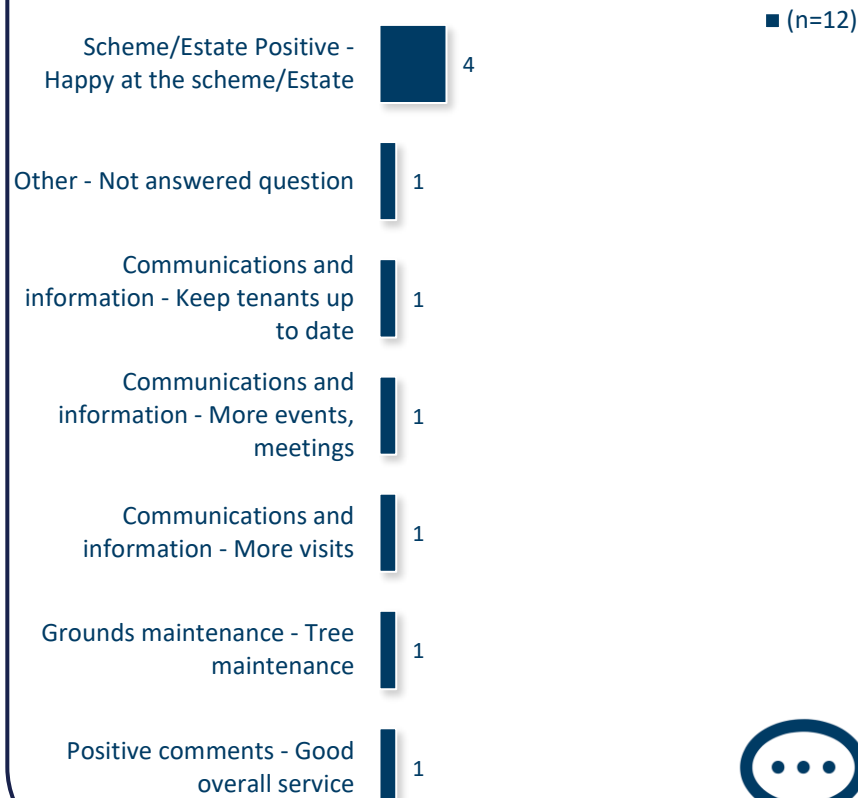 (n=12)
Scheme/Estate Positive -
Happy at the scheme/Estate
4
Other - Not answered question
1
Communications and
information - Keep tenants up
to date
1
Communications and
information - More events,
meetings
1
Communications and
information - More visits
1
Grounds maintenance - Tree
maintenance
1
Positive comments - Good
overall service
1